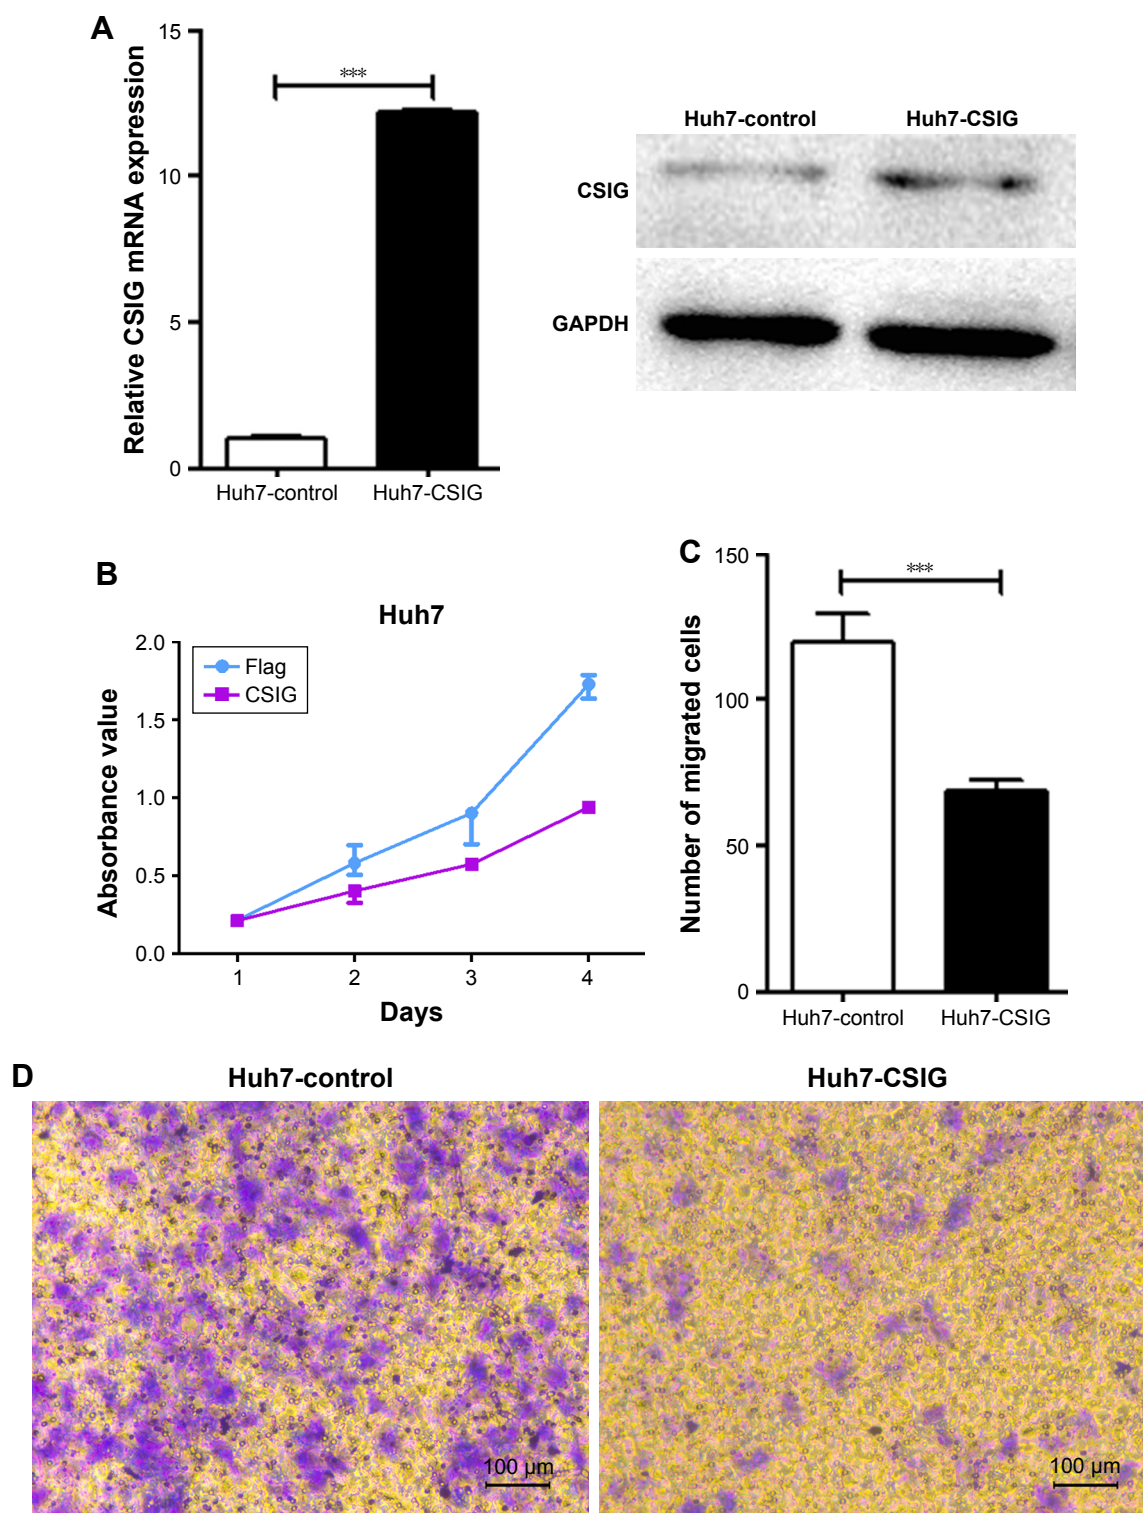 A
Relative CSIG mRNA expression
15
10
5
0
***
Huh7-control
Huh7-CSIG
Huh7-control
Huh7-CSIG
CSIG
GAPDH
B
Huh7
Absorbance value
2.0
1.5
1.0
0.5
0.0
Flag
CSIG
1
2
3
4
Days
C
Number of migrated cells
150
100
50
0
***
Huh7-control
Huh7-CSIG
D
Huh7-control
Huh7-CSIG
100 µm
100 µm